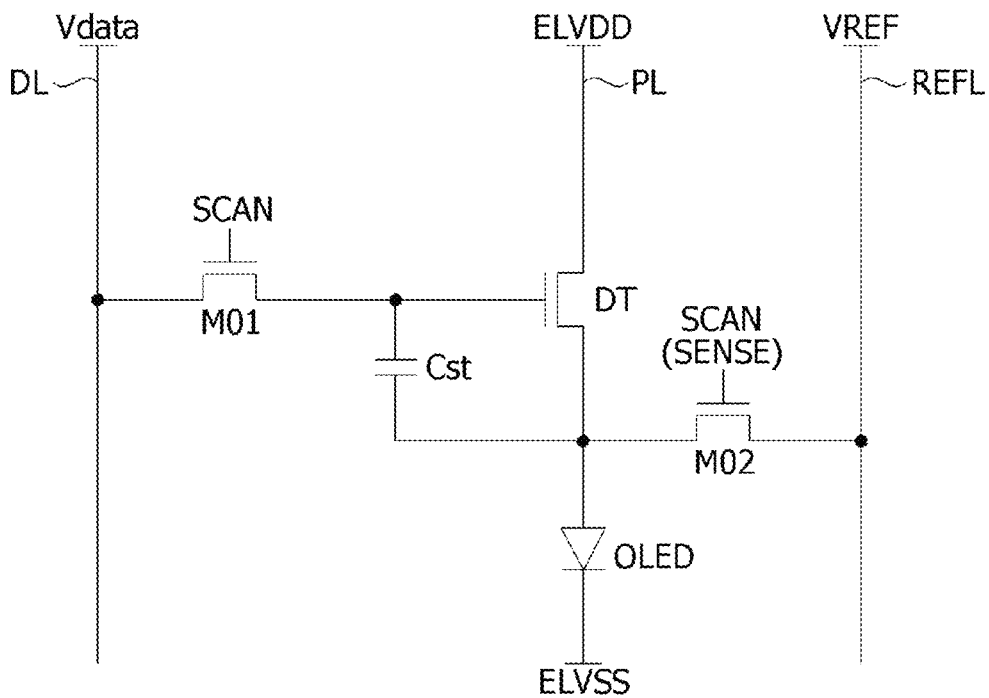 Vdata
ELVDD
VREF
DL
PL
REFL
SCAN
DT
M01
SCAN
(SENSE)
Cst
M02
OLED
ELVSS